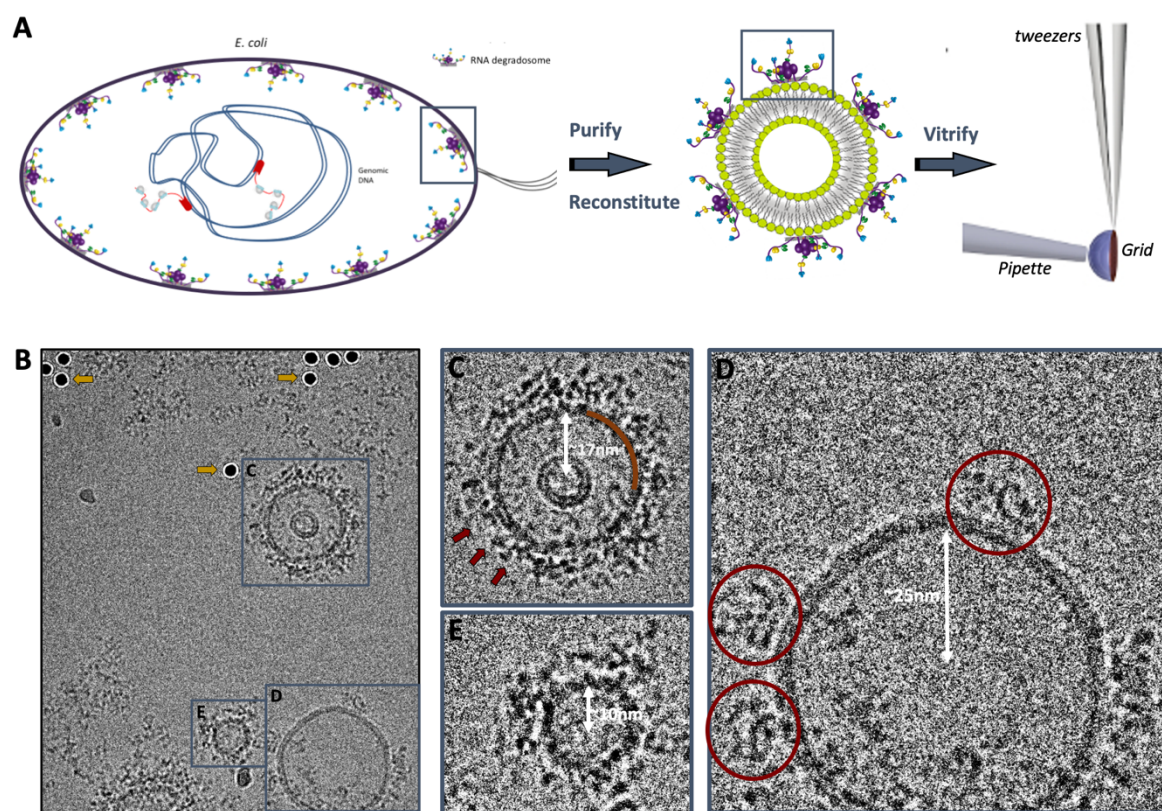 A
E. coli
RNA degradosome
Genomic
DNA
Purify
Reconstitute
Vitrify
tweezers
Pipette
Grid
B
C
E
D
C
~17nm
E
~10nm
D
~25nm